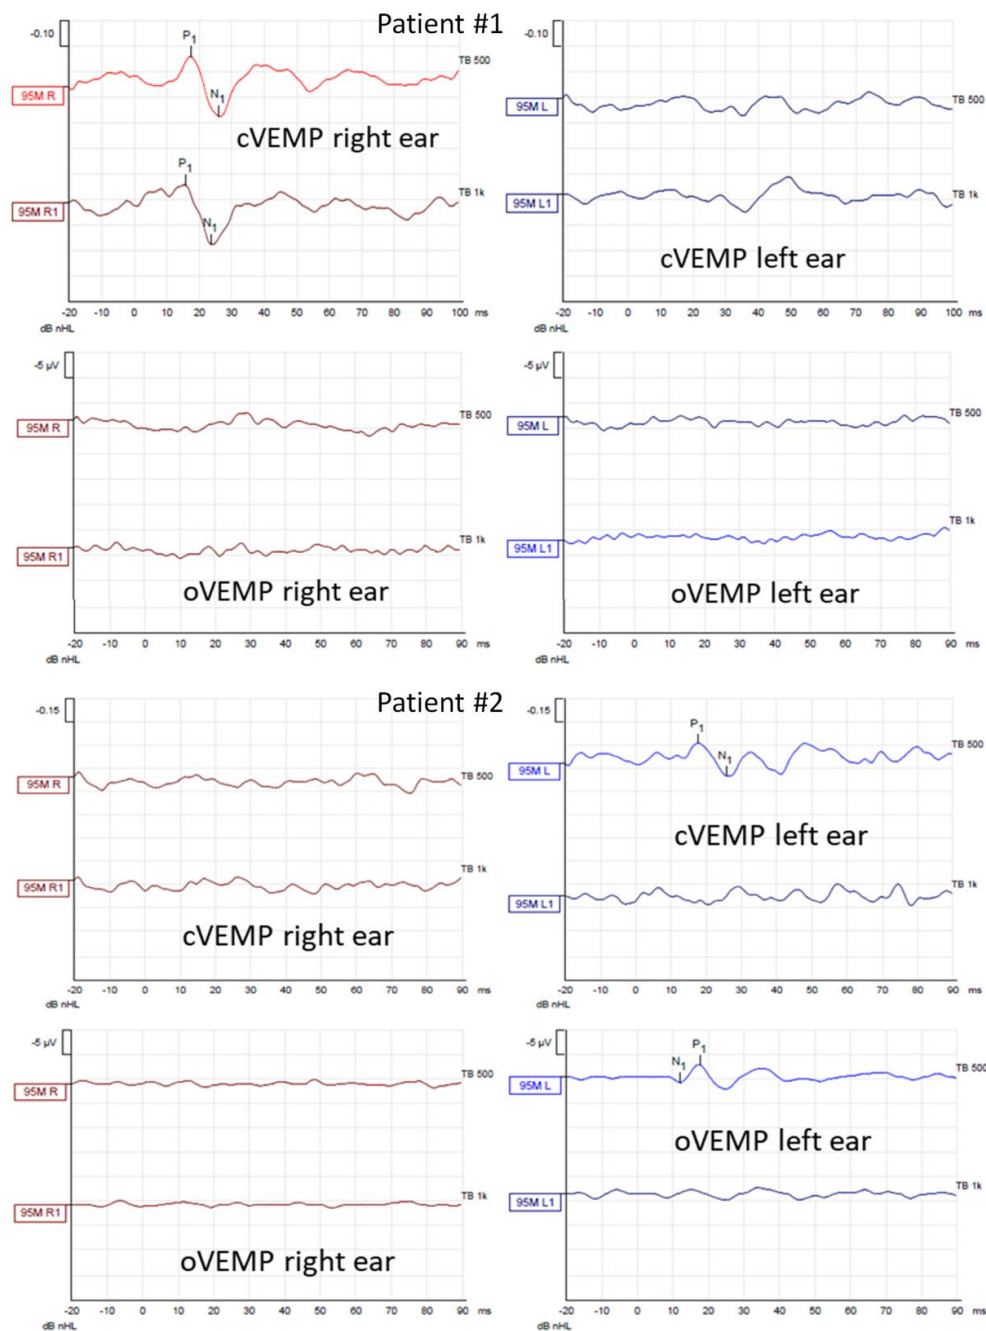 Patient #1
-0.10
P1
TB 500
N1
95M R
cVEMP right ear
P1
TB 1k
N1
95M R1
-20 -10 0 10 20 30 40 50 60 70 80 90 100 ms
dB nHL
-0.10
TB 500
95M L
TB 1k
95M L1
cVEMP left ear
-20 -10 0 10 20 30 40 50 60 70 80 90 100 ms
dB nHL
-5 µV
TB 500
95M R
TB 1k
95M R1
oVEMP right ear
-20 -10 0 10 20 30 40 50 60 70 80 90 ms
dB nHL
-5 µV
TB 500
95M L
TB 1k
95M L1
oVEMP left ear
-20 -10 0 10 20 30 40 50 60 70 80 90 ms
dB nHL
Patient #2
-0.15
TB 500
95M R
TB 1k
95M R1
cVEMP right ear
-20 -10 0 10 20 30 40 50 60 70 80 90 ms
dB nHL
-0.15
P1
TB 500
N1
95M L
cVEMP left ear
TB 1k
95M L1
-20 -10 0 10 20 30 40 50 60 70 80 90 ms
dB nHL
-5 µV
TB 500
95M R
TB 1k
95M R1
oVEMP right ear
-20 -10 0 10 20 30 40 50 60 70 80 90 ms
dB nHL
-5 µV
P1
N1
TB 500
95M L
oVEMP left ear
TB 1k
95M L1
-20 -10 0 10 20 30 40 50 60 70 80 90 ms
dB nHL